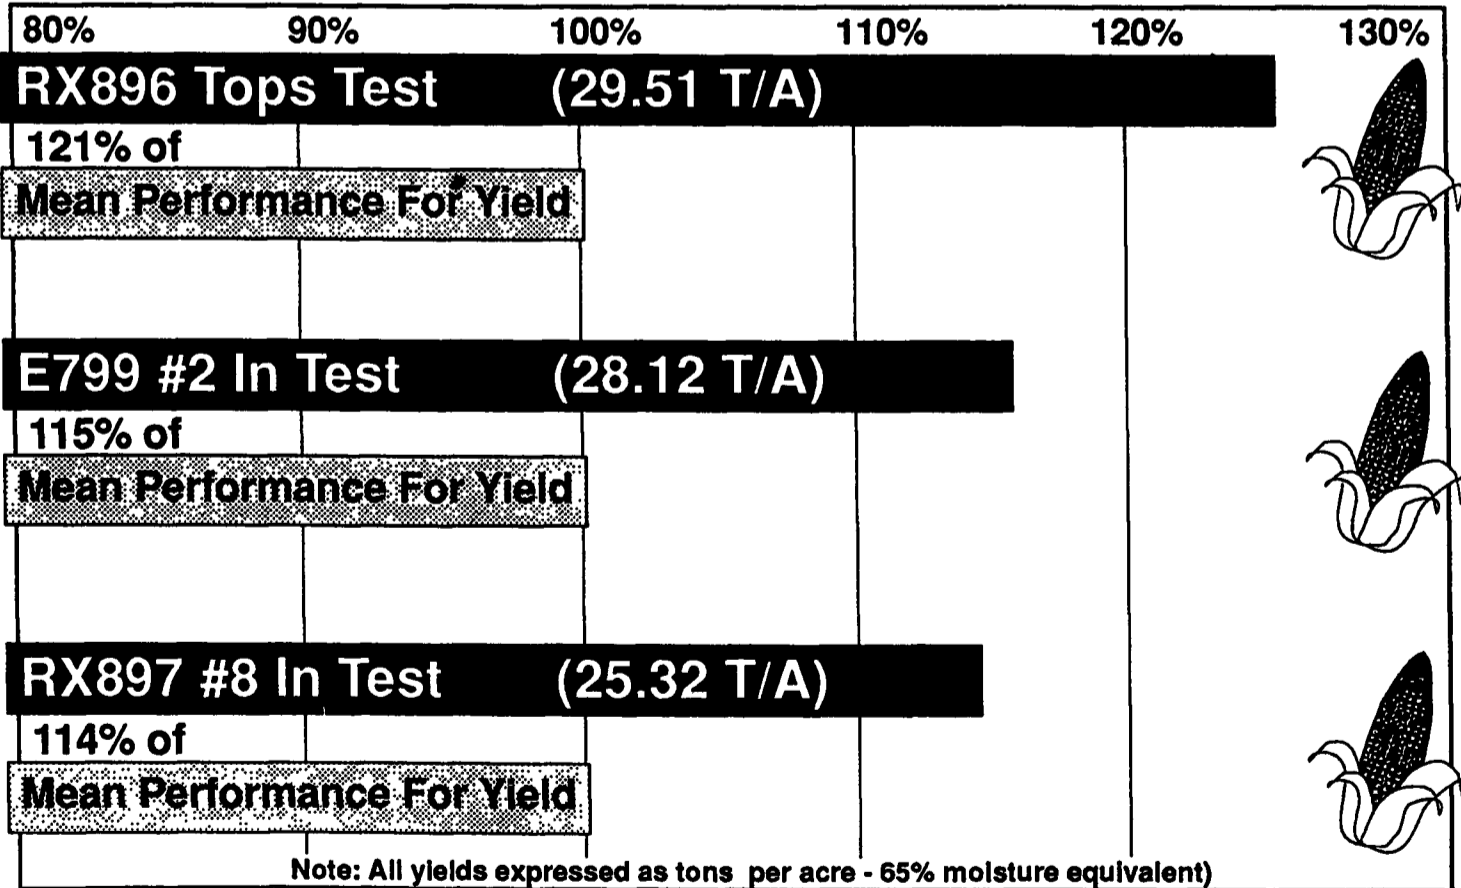 80% 90% 100% 110% 120% 130%
RX896 Tops Test (29.51 T/A)
121% of
Mean Performance For Yield
E799 #2 In Test (28.12 T/A)
115% of
Mean Performance For Yield
RX897 #8 In Test (25.32 T/A)
114% of
Mean Performance For Yield
Note: All yields expressed as tons per acre - 65% moisture equivalent)